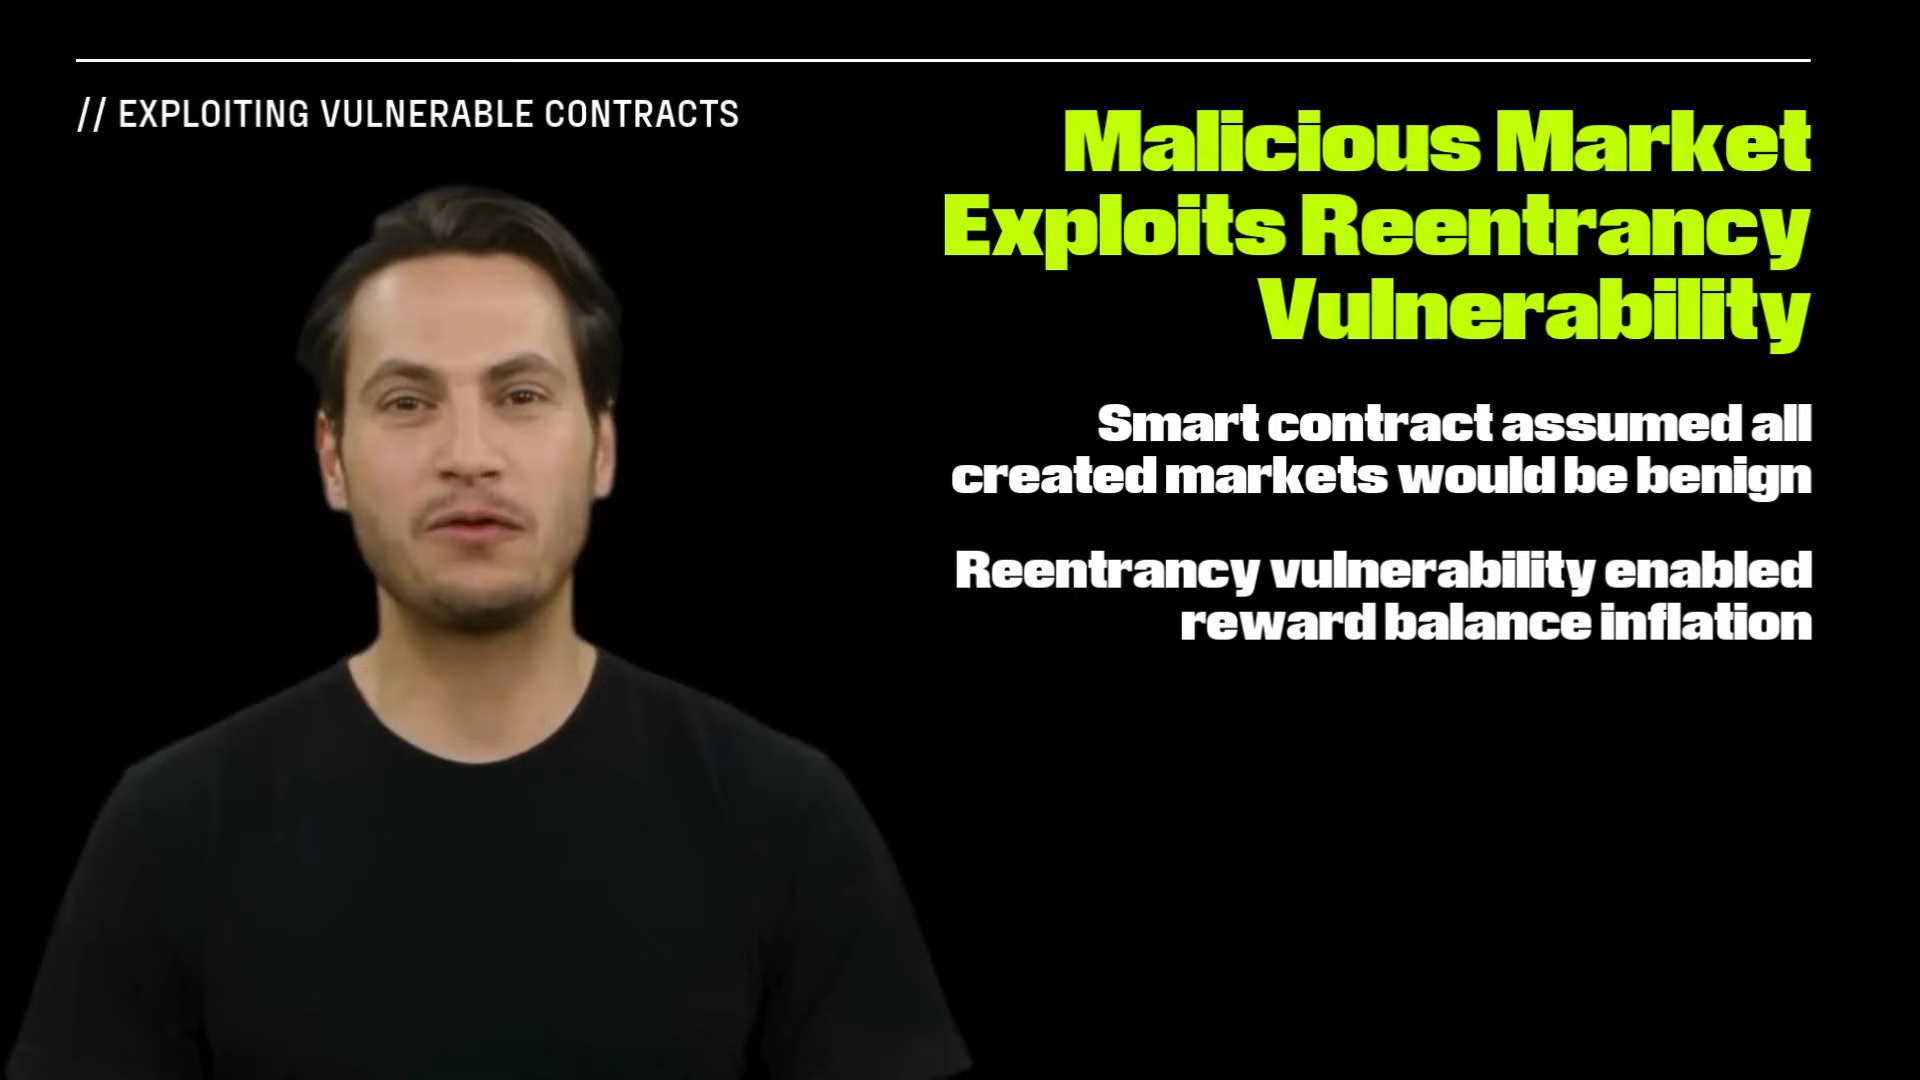 // EXPLOITING VULNERABLE CONTRACTS
Malicious Market
Exploits Reentrancy
Vulnerability
Smart contract assumed all
created markets would be benign
Reentrancy vulnerability enabled
reward balance inflation